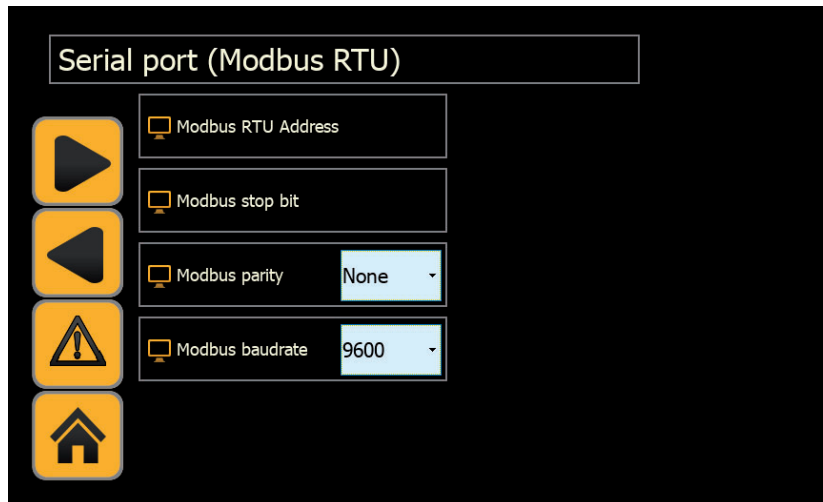 Serial port (Modbus RTU)
Modbus RTU Address
Modbus stop bit
Modbus parity None
Modbus baudrate 9600